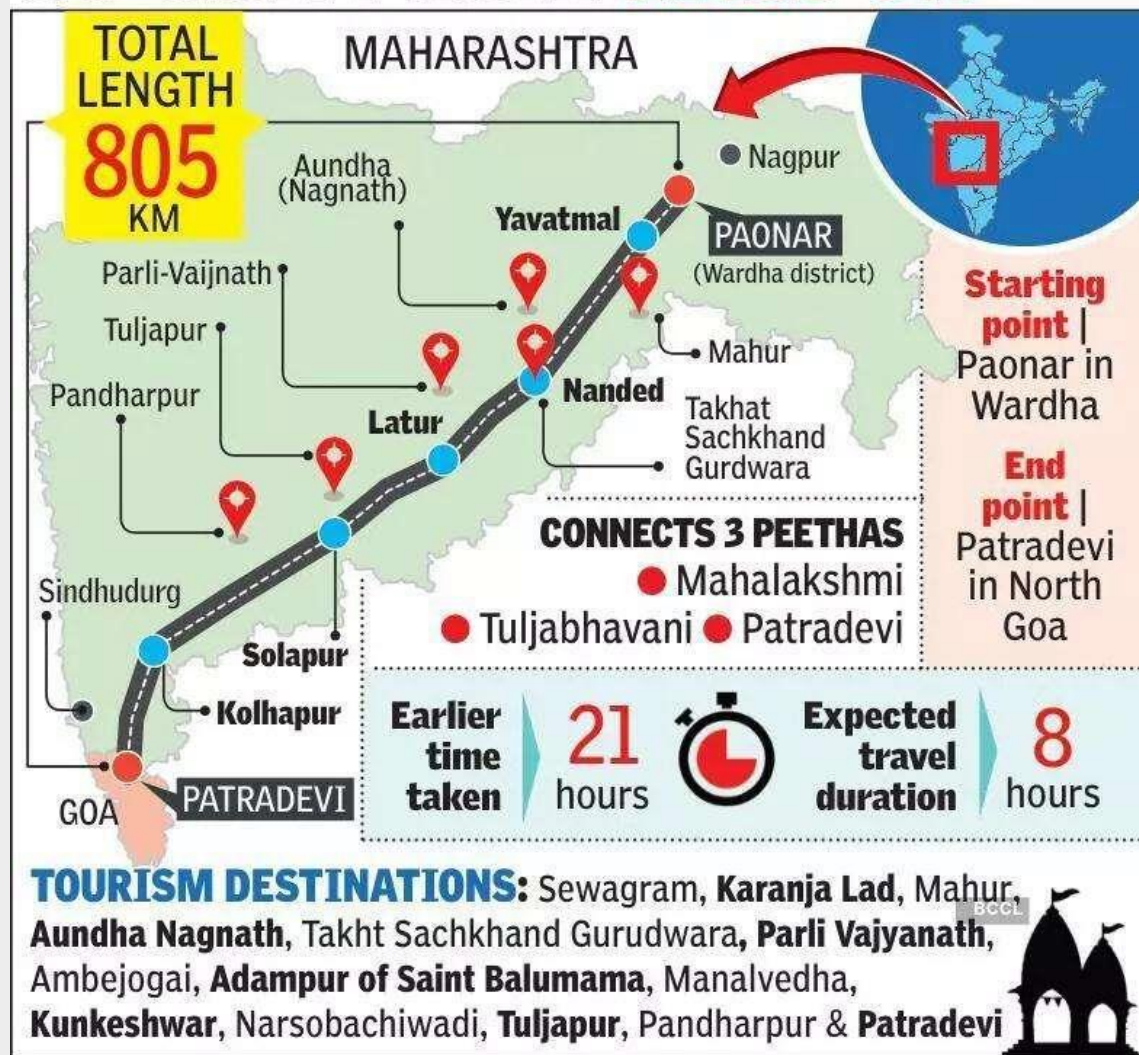 TOTAL
LENGTH
805
KM
MAHARASHTRA
Nagpur
Aundha
(Nagnath)
Yavatmal
PAONAR
(Wardha district)
Parli-Vaijnath
Tuljapur
Pandharpur
Mahur
Nanded
Takhat
Sachkhand
Gurdwara
Latur
Sindhudurg
Solapur
Kolhapur
GOA
PATRADEVI
Starting
point |
Paonar in
Wardha
End
point |
Patradevi
in North
Goa
CONNECTS 3 PEETHAS
Mahalakshmi
Tuljabhavani Patradevi
Earlier
time
taken
21
hours
Expected
travel
duration
8
hours
TOURISM DESTINATIONS: Sewagram, Karanja Lad, Mahur,
Aundha Nagnath, Takht Sachkhand Gurudwara, Parli Vajyanath,
Ambejogai, Adampur of Saint Balumama, Manalvedha,
Kunkeshwar, Narsobachiwadi, Tuljapur, Pandharpur & Patradevi
BCCL